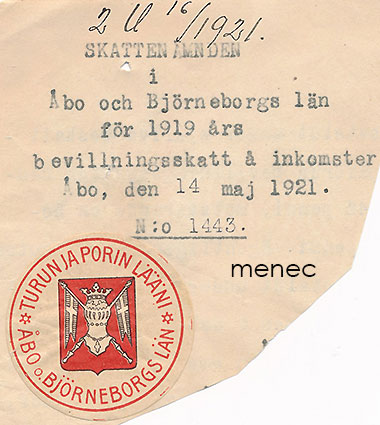 2 U 16/1921.
SKATTENÄMNDEN
i
Åbo och Björneborgs län
för 1919 års
bevillningsskatt å inkomster
Åbo, den 14 maj 1921.
N:o 1443.
menec
TURUN JA PORIN LÄÄNI
ÅBO o. BJÖRNEBORGS LÄN